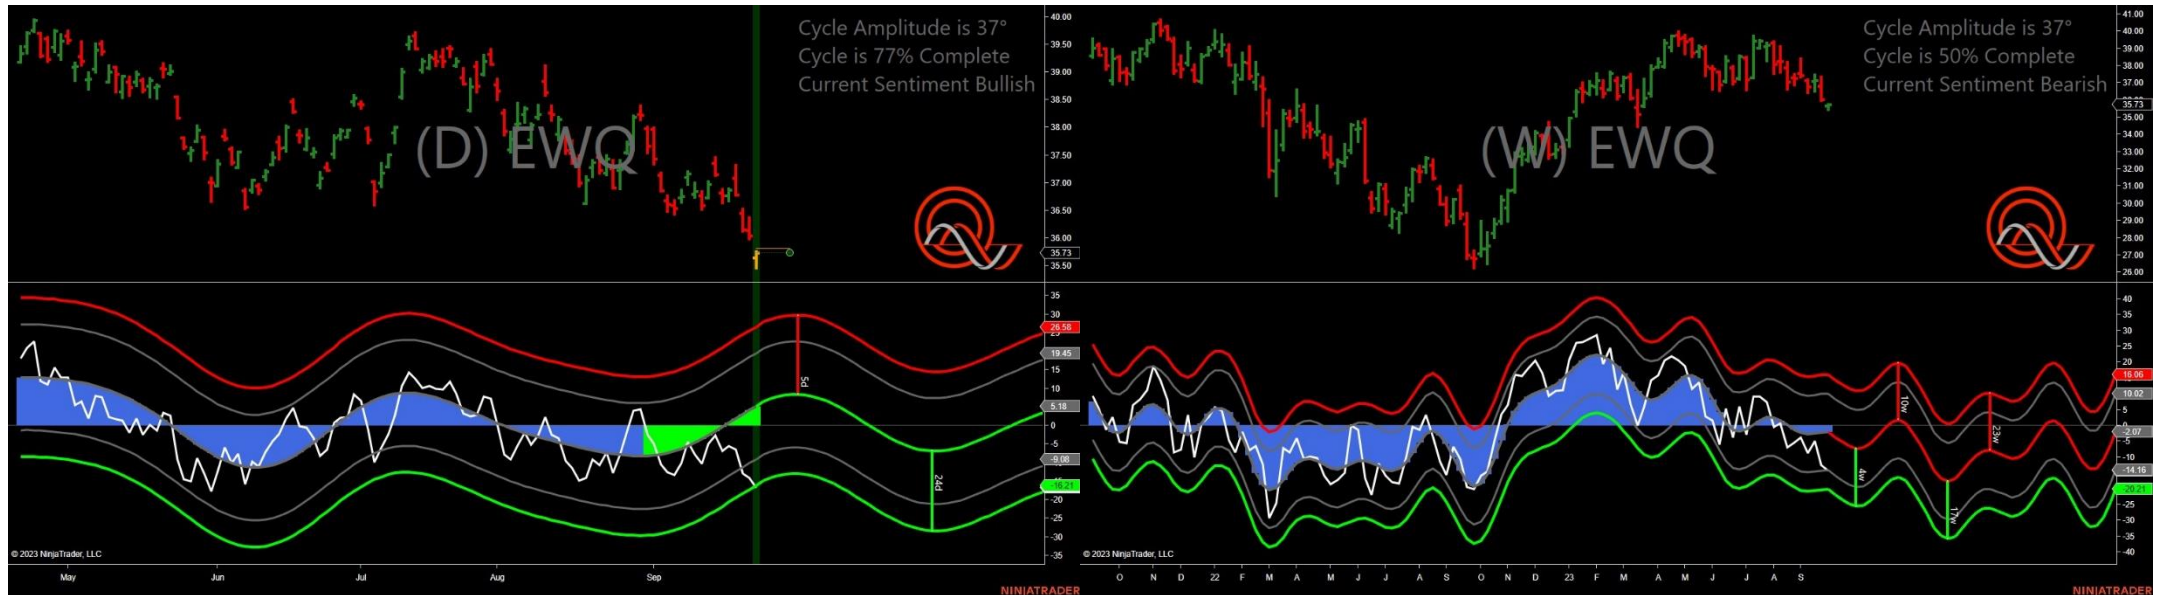 Cycle Amplitude is 37°
Cycle is 77% Complete
Current Sentiment Bullish
(D) EWQ
40.00
39.50
39.00
38.50
38.00
37.50
37.00
36.50
36.00
35.73
35.50
35
30
26.58
19.45
15
10
5.18
0
-5
-9.08
-16.21
-20
-25
-30
-35
5d
24d
© 2023 NinjaTrader, LLC
May Jun Jul Aug Sep
NINJATRADER
Cycle Amplitude is 37°
Cycle is 50% Complete
Current Sentiment Bearish
(W) EWQ
41.00
40.00
39.00
38.00
37.00
35.73
35.00
34.00
33.00
32.00
31.00
30.00
29.00
28.00
27.00
26.00
40
35
30
25
20
16.06
10.02
5
-2.07
-5
-10
-14.16
-20.21
-25
-30
-35
-40
10w
23w
4w
17w
© 2023 NinjaTrader, LLC
O N D 22 F M A M J J A S O N D 23 F M A M J J A S
NINJATRADER